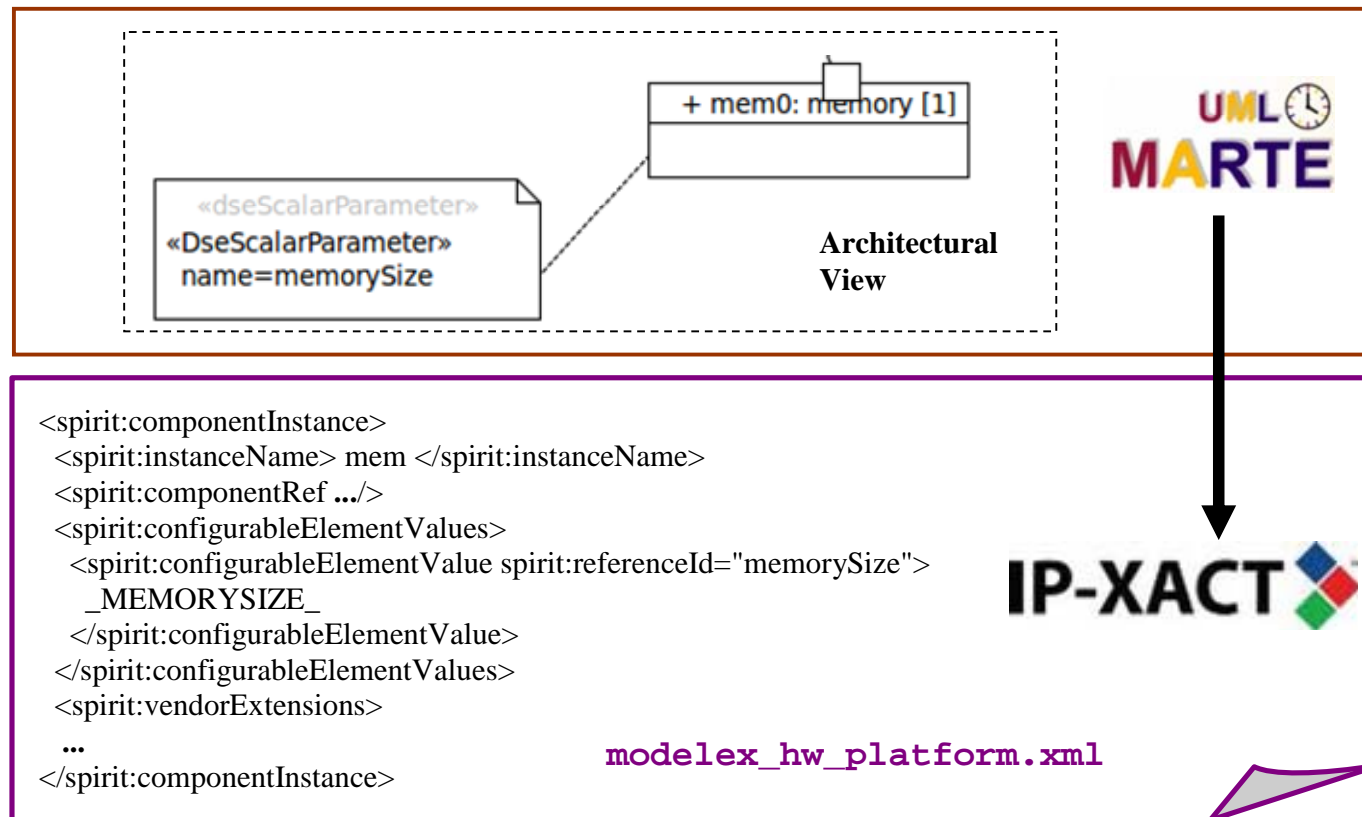 + mem0: memory [1]
«dseScalarParameter»
«DseScalarParameter»
name=memorySize
Architectural
View
UML
MARTE
<spirit:componentInstance>
<spirit:instanceName> mem </spirit:instanceName>
<spirit:componentRef .../>
<spirit:configurableElementValues>
<spirit:configurableElementValue spirit:referenceId="memorySize">
_MEMORYSIZE_
</spirit:configurableElementValue>
</spirit:configurableElementValues>
<spirit:vendorExtensions>
...
</spirit:componentInstance>
IP-XACT
modelex_hw_platform.xml